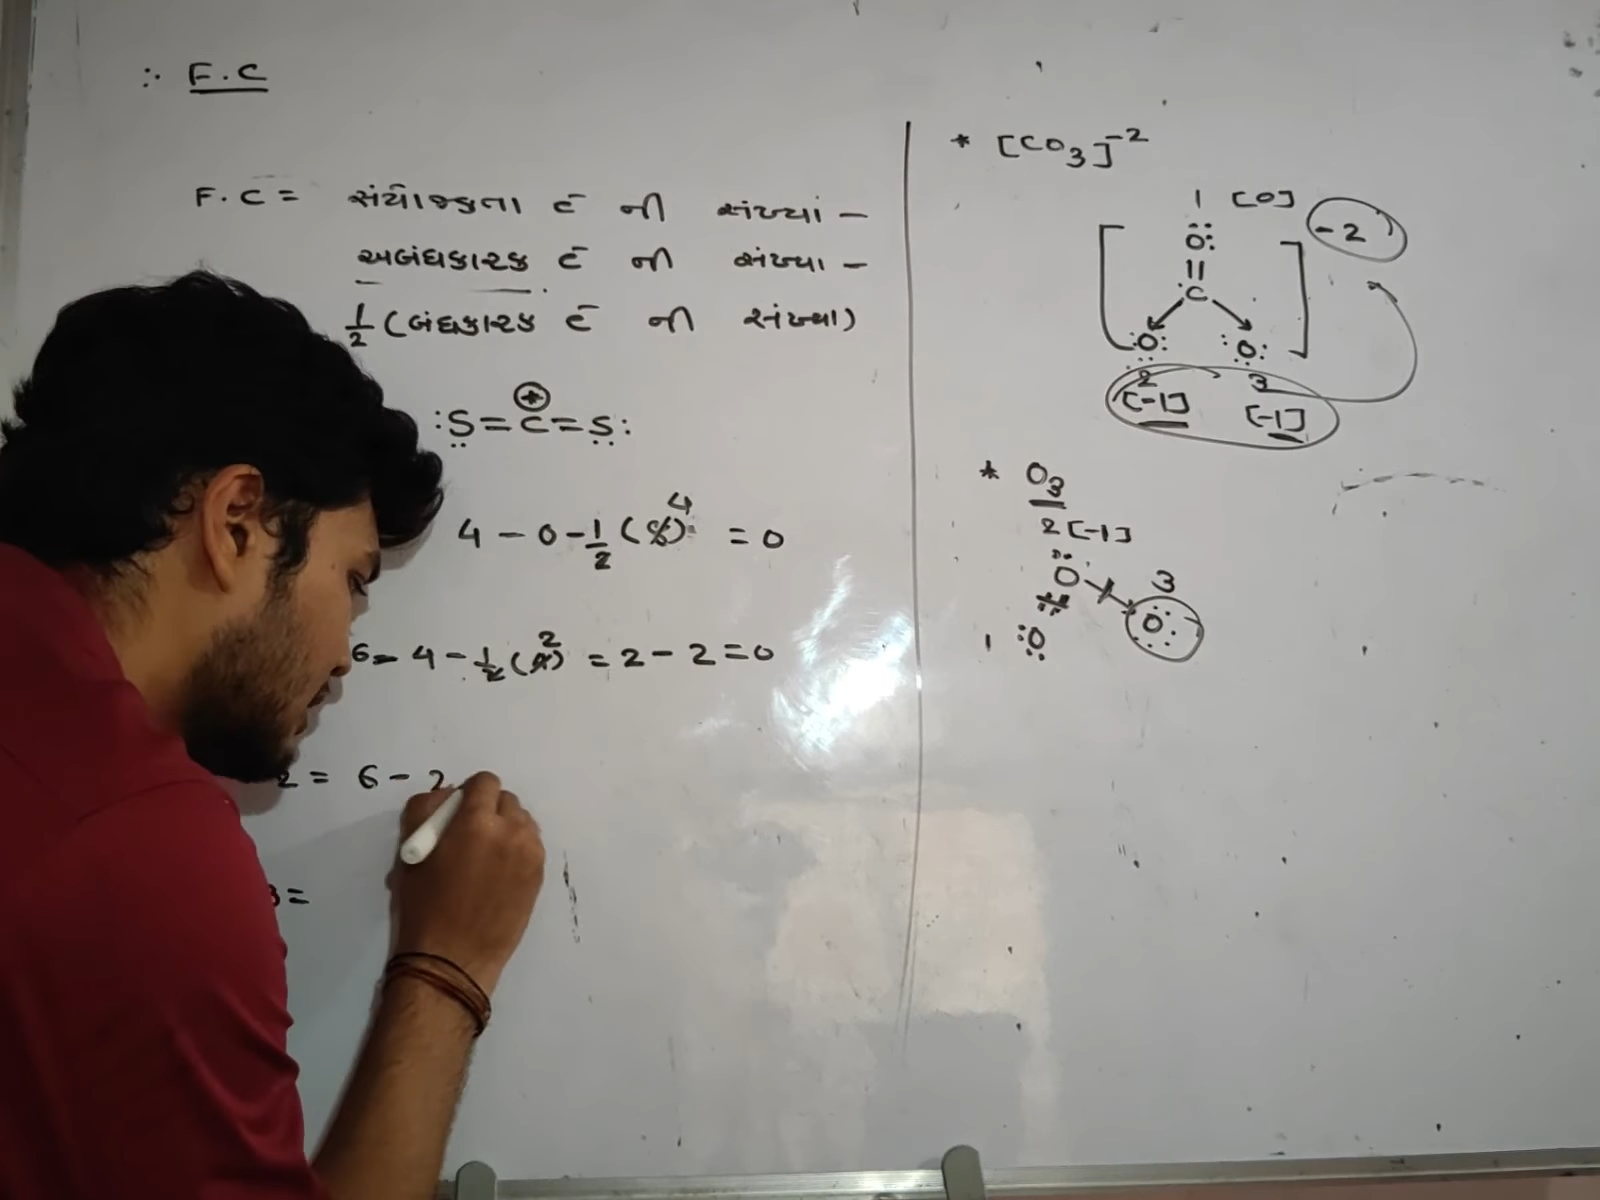 ∴ F.C
F.C = સંયોજકતા ē ની સંખ્યા -
અબંધકારક ē ની સંખ્યા -
1/2 (બંધકારક ē ની સંખ્યા)
*
:S=C=S:
4
4 - 0 - 1/2 (8) = 0
2
6 - 4 - 1/2 (4) = 2 - 2 = 0
2 = 6 - 2
3 =
* [CO3]-2
1 [0]
-2
:O:
||
C
:O: :O:
2 3
[-1] [-1]
* O3
2 [-1]
O 3
O
1 :O